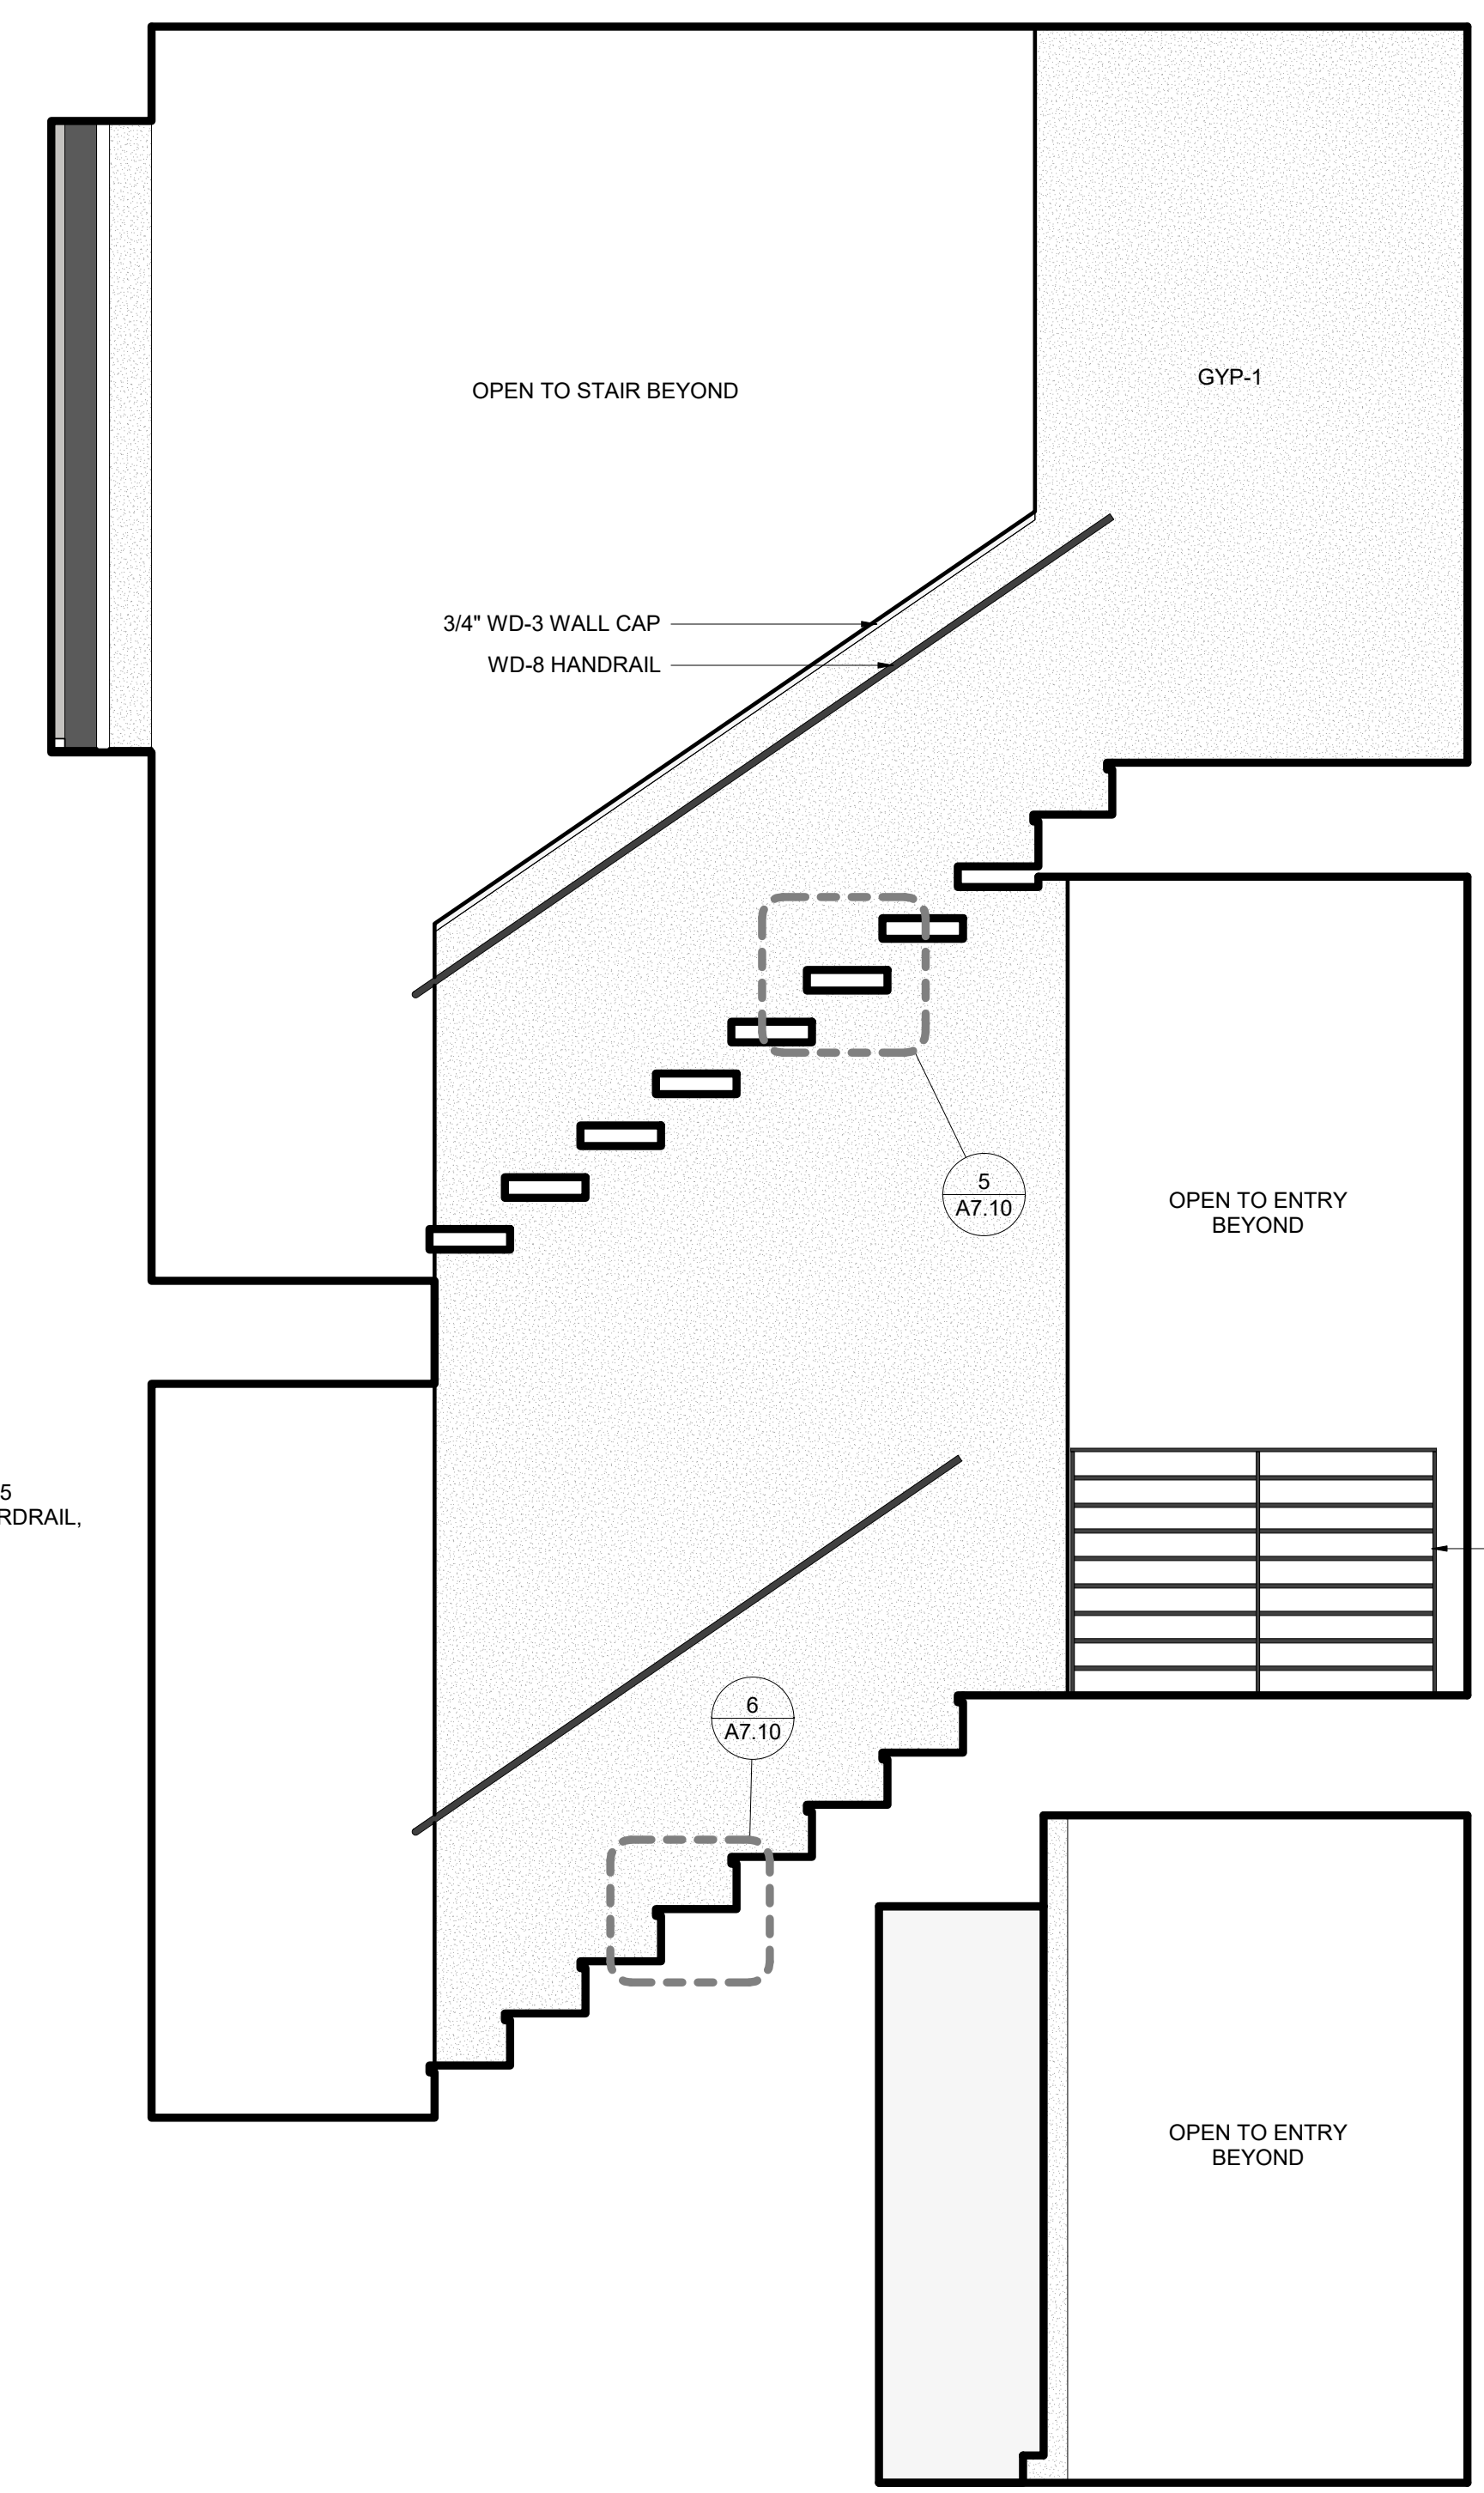 OPEN TO STAIR BEYOND
GYP-1
3/4" WD-3 WALL CAP
WD-8 HANDRAIL
5
A7.10
OPEN TO ENTRY
BEYOND
5
RDRAIL,
6
A7.10
OPEN TO ENTRY
BEYOND